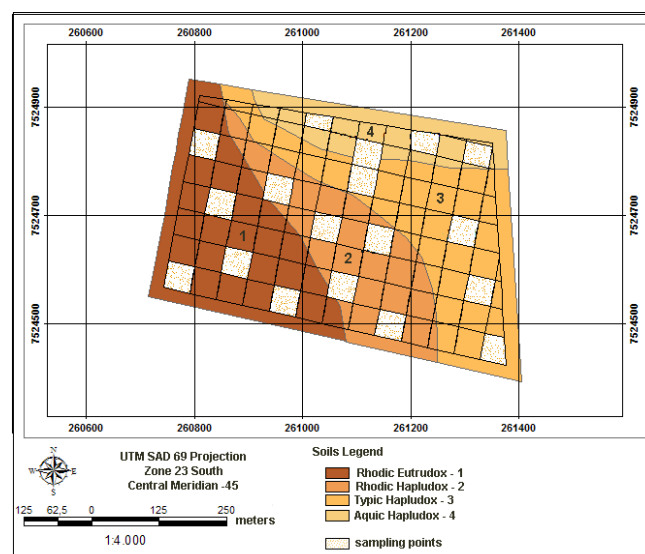 260600 260800 261000 261200 261400
7524900 7524900
4
3
7524700 7524700
1
2
7524500 7524500
260600 260800 261000 261200 261400
N
W E
S
UTM SAD 69 Projection
Zone 23 South
Central Meridian -45
125 62,5 0 125 250
meters
1:4.000
Soils Legend
Rhodic Eutrudox - 1
Rhodic Hapludox - 2
Typic Hapludox - 3
Aquic Hapludox - 4
sampling points